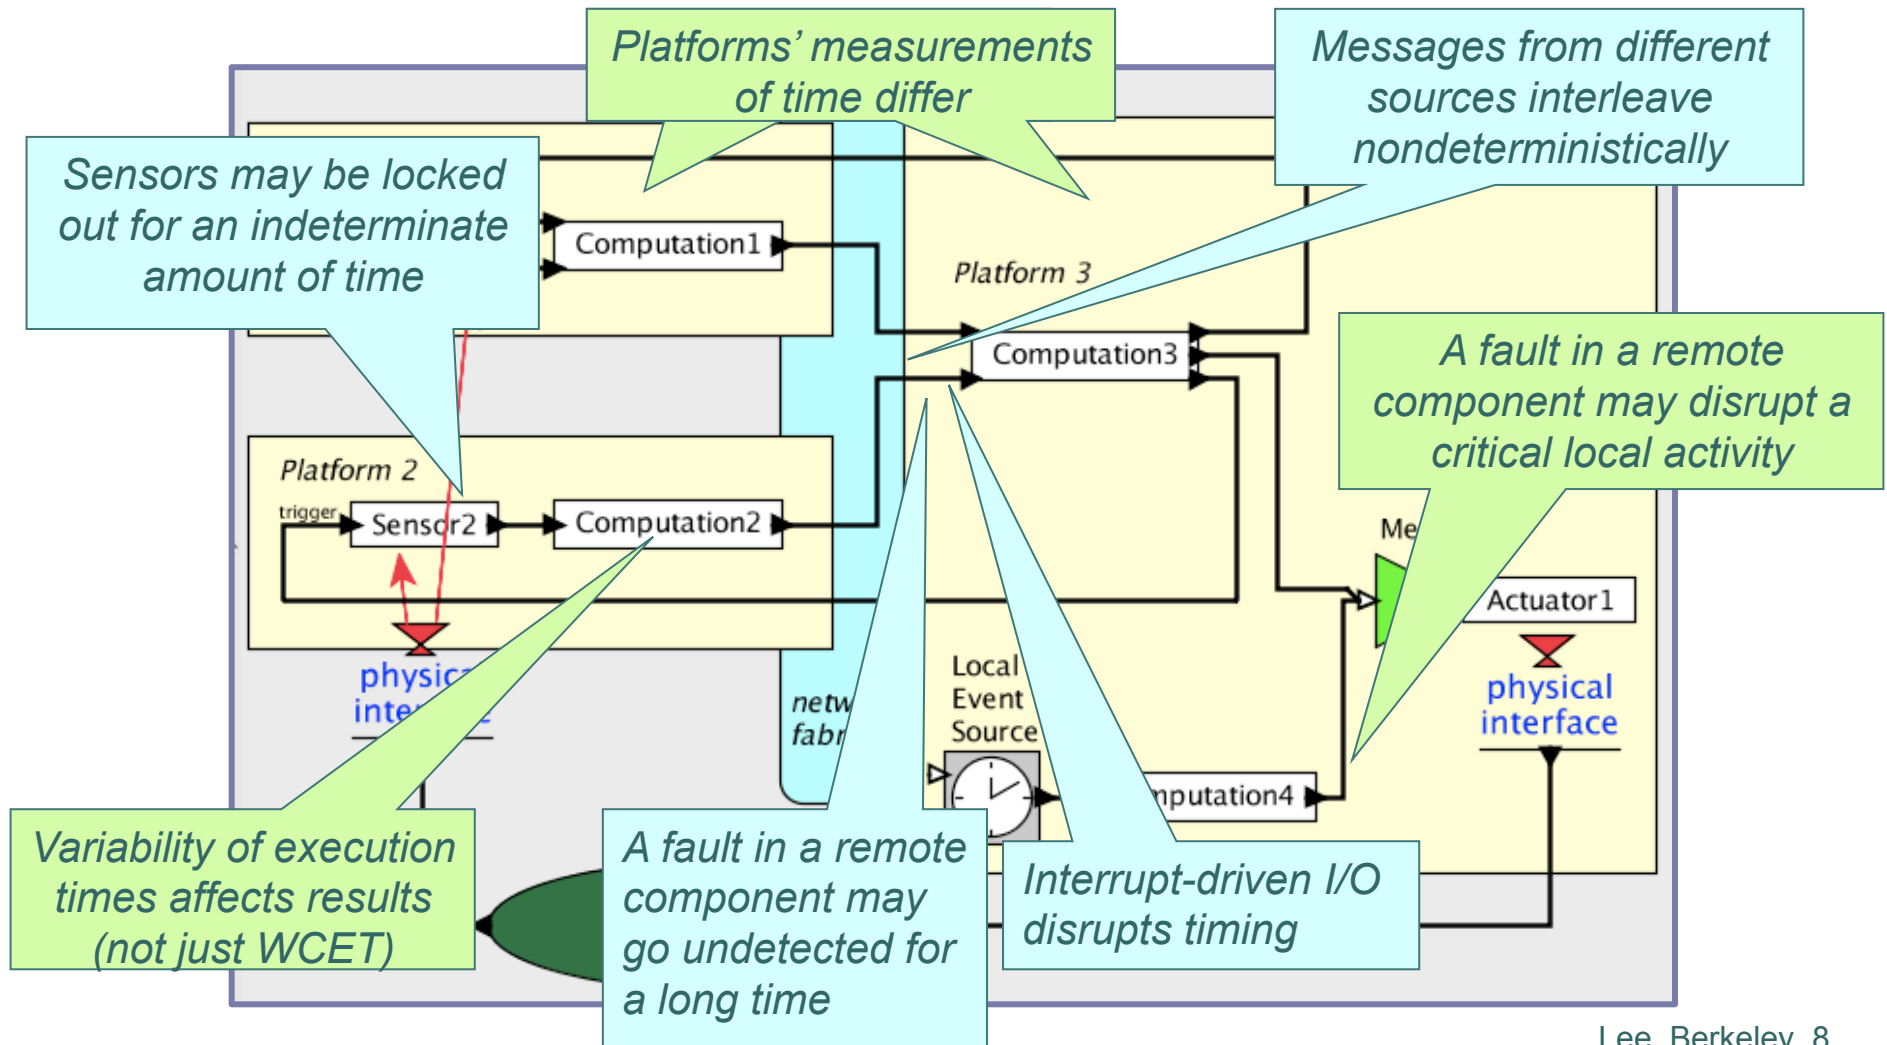 Platforms’ measurements
of time differ
Messages from different
sources interleave
nondeterministically
Sensors may be locked
out for an indeterminate
amount of time
Computation1
Platform 3
Computation3
A fault in a remote
component may disrupt a
critical local activity
Platform 2
trigger
Sensor2
Computation2
Actuator1
physical
interface
Local
Event
Source
Variability of execution
times affects results
(not just WCET)
A fault in a remote
component may
go undetected for
a long time
Interrupt-driven I/O
disrupts timing
Lee, Berkeley 8